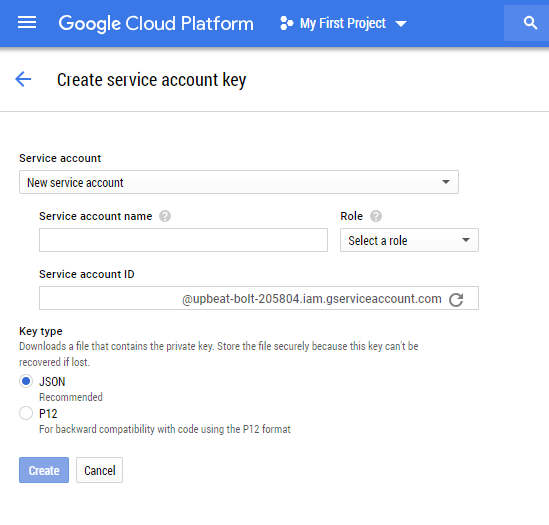 Google Cloud Platform My First Project
Create service account key
Service account
New service account
Service account name ? Role ?
Select a role
Service account ID
@upbeat-bolt-205804.iam.gserviceaccount.com
Key type
Downloads a file that contains the private key. Store the file securely because this key can't be
recovered if lost.
JSON
Recommended
P12
For backward compatibility with code using the P12 format
Create Cancel